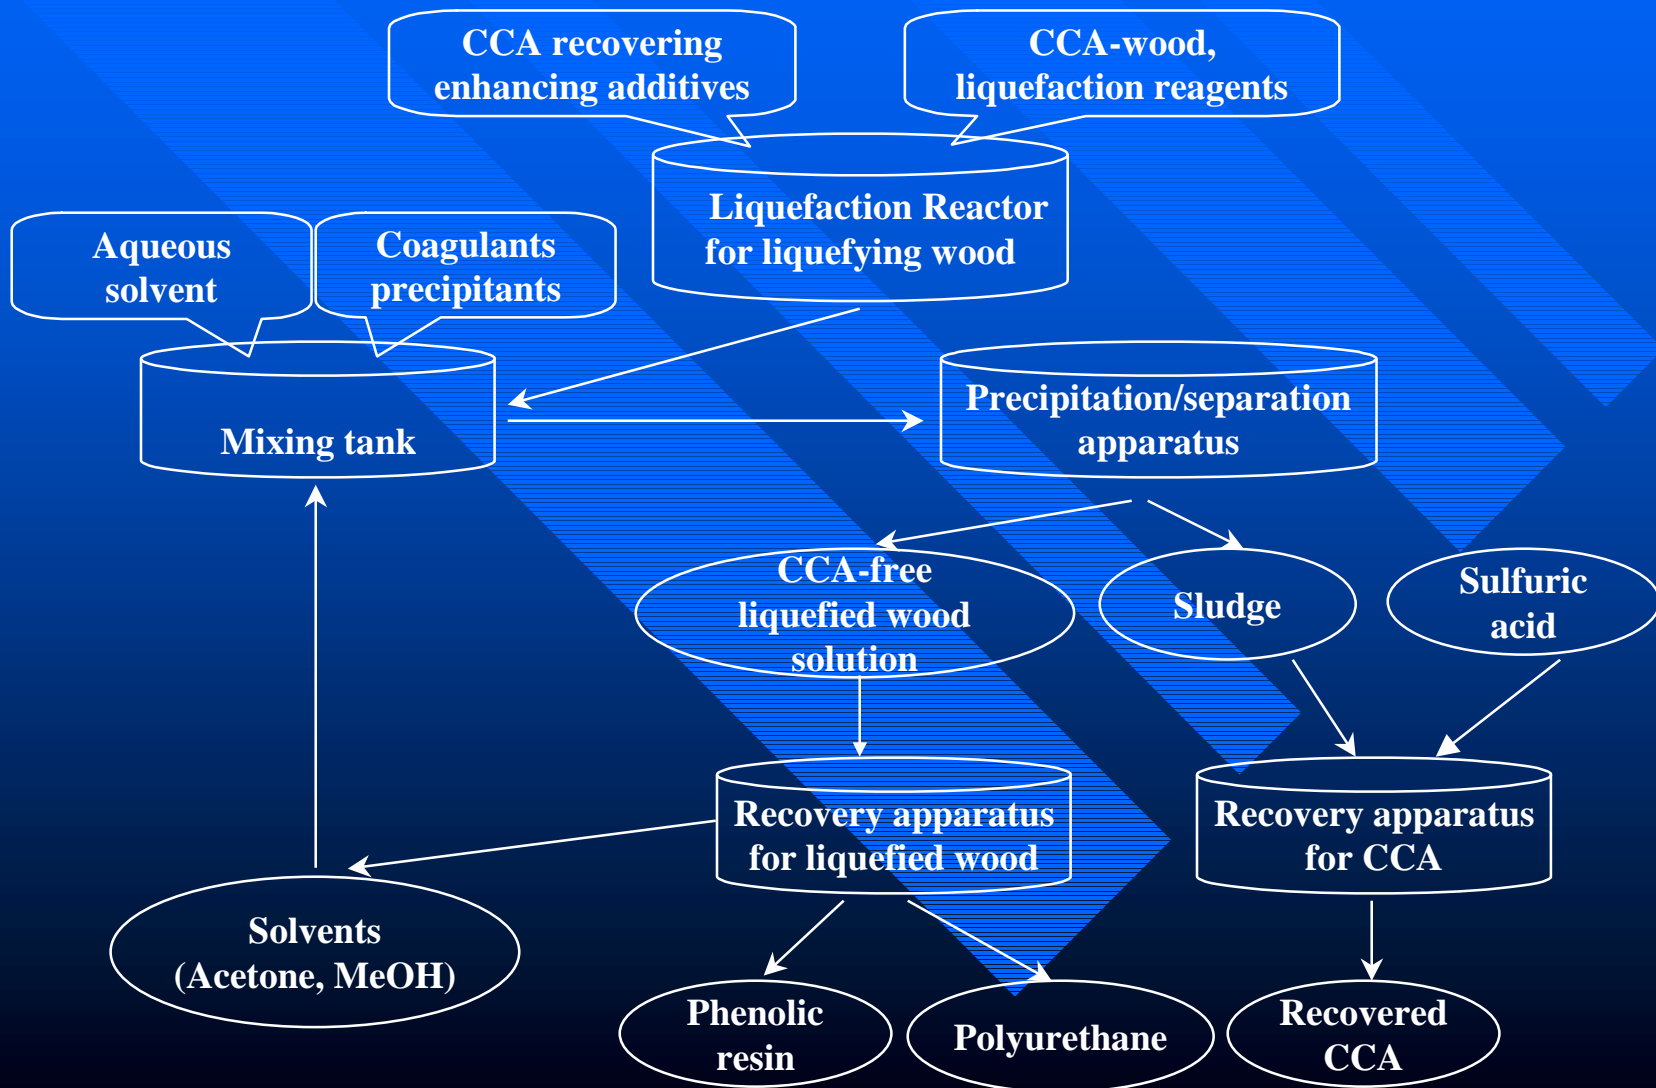 CCA recovering
enhancing additives
CCA-wood,
liquefaction reagents
Liquefaction Reactor
for liquefying wood
Aqueous
solvent
Coagulants
precipitants
Mixing tank
Precipitation/separation
apparatus
CCA-free
liquefied wood
solution
Sludge
Sulfuric
acid
Recovery apparatus
for liquefied wood
Recovery apparatus
for CCA
Solvents
(Acetone, MeOH)
Phenolic
resin
Polyurethane
Recovered
CCA